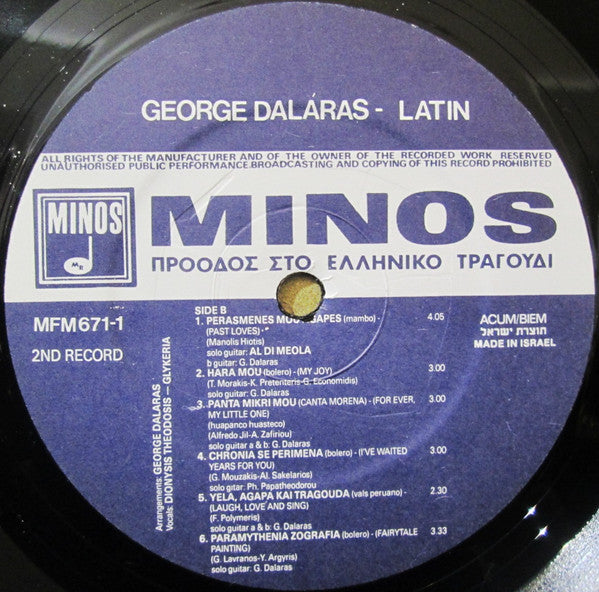 GEORGE DALARAS - LATIN
ALL RIGHTS OF THE MANUFACTURER AND OF THE OWNER OF THE RECORDED WORK RESERVED
UNAUTHORISED PUBLIC PERFORMANCE.BROADCASTING AND COPYING OF THIS RECORD PROHIBITED
MINOS
MR
MINOS
ΠΡΟΟΔΟΣ ΣΤΟ ΕΛΛΗΝΙΚΟ ΤΡΑΓΟΥΔΙ
MFM671-1
2ND RECORD
Arrangements: GEORGE DALARAS
Vocals: DIONYSIS THEODOSIS – GLYKERIA
SIDE B
1. PERASMENES MOU AGAPES (mambo) - 4.05
(PAST LOVES) -
(Manolis Hiotis)
solo guitar: AL DI MEOLA
b guitar: G. Dalaras
2. HARA MOU (bolero) - (MY JOY) 3.00
(T. Morakis-K. Pretenteris-G. Economidis)
solo guitar: G. Dalaras
3. PANTA MIKRI MOU (CANTA MORENA) - (FOR EVER, 3.00
MY LITTLE ONE)
(huapanco huasteco)
(Alfredo Jil-A. Zafiriou)
solo guitar a & b: G. Dalaras
4. CHRONIA SE PERIMENA (bolero) - (I'VE WAITED 3.00
YEARS FOR YOU)
(G. Mouzakis-Al. Sakelarios)
solo gitar: Ph. Papatheodorou
5. YELA, AGAPA KAI TRAGOUDA (vals peruano) - 2.30
(LAUGH, LOVE AND SING)
(F. Polymeris)
solo guitar a & b: G. Dalaras
6. PARAMYTHENIA ZOGRAFIA (bolero) - (FAIRYTALE 3.33
PAINTING)
(G. Lavranos-Y. Argyris)
solo guitar: G. Dalaras
ACUM/BIEM
תוצרת ישראל
MADE IN ISRAEL